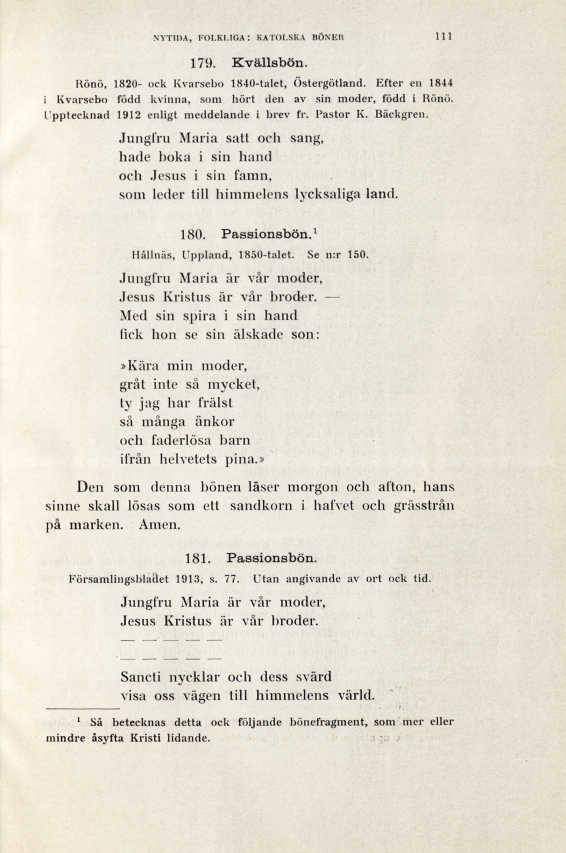 NYTIDA, FOLKLIGA: KATOLSKA BÖNER 111
179. Kvällsbön.
Rönö, 1820- ock Kvarsebo 1840-talet, Östergötland. Efter en 1844
i Kvarsebo född kvinna, som hört den av sin moder, född i Rönö.
Upptecknad 1912 enligt meddelande i brev fr. Pastor K. Bäckgren.
Jungfru Maria satt och sang,
hade boka i sin hand
och Jesus i sin famn,
som leder till himmelens lycksaliga land.
180. Passionsbön.¹
Hållnäs, Uppland, 1850-talet. Se n:r 150.
Jungfru Maria är vår moder,
Jesus Kristus är vår broder. —
Med sin spira i sin hand
fick hon se sin älskade son:
»Kära min moder,
gråt inte så mycket,
ty jag har frälst
så många änkor
och faderlösa barn
ifrån helvetets pina.»
Den som denna bönen läser morgon och afton, hans
sinne skall lösas som ett sandkorn i hafvet och grässtrån
på marken. Amen.
181. Passionsbön.
Församlingsbladet 1913, s. 77. Utan angivande av ort ock tid.
Jungfru Maria är vår moder,
Jesus Kristus är vår broder.
— — — — —
— — — — —
Sancti nycklar och dess svärd
visa oss vägen till himmelens värld.
¹ Så betecknas detta ock följande bönefragment, som mer eller
mindre åsyfta Kristi lidande.